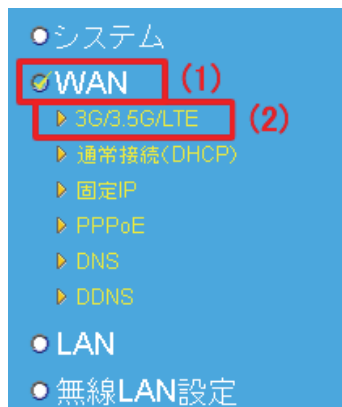 システム
WAN (1)
3G/3.5G/LTE (2)
通常接続(DHCP)
固定IP
PPPoE
DNS
DDNS
LAN
無線LAN設定